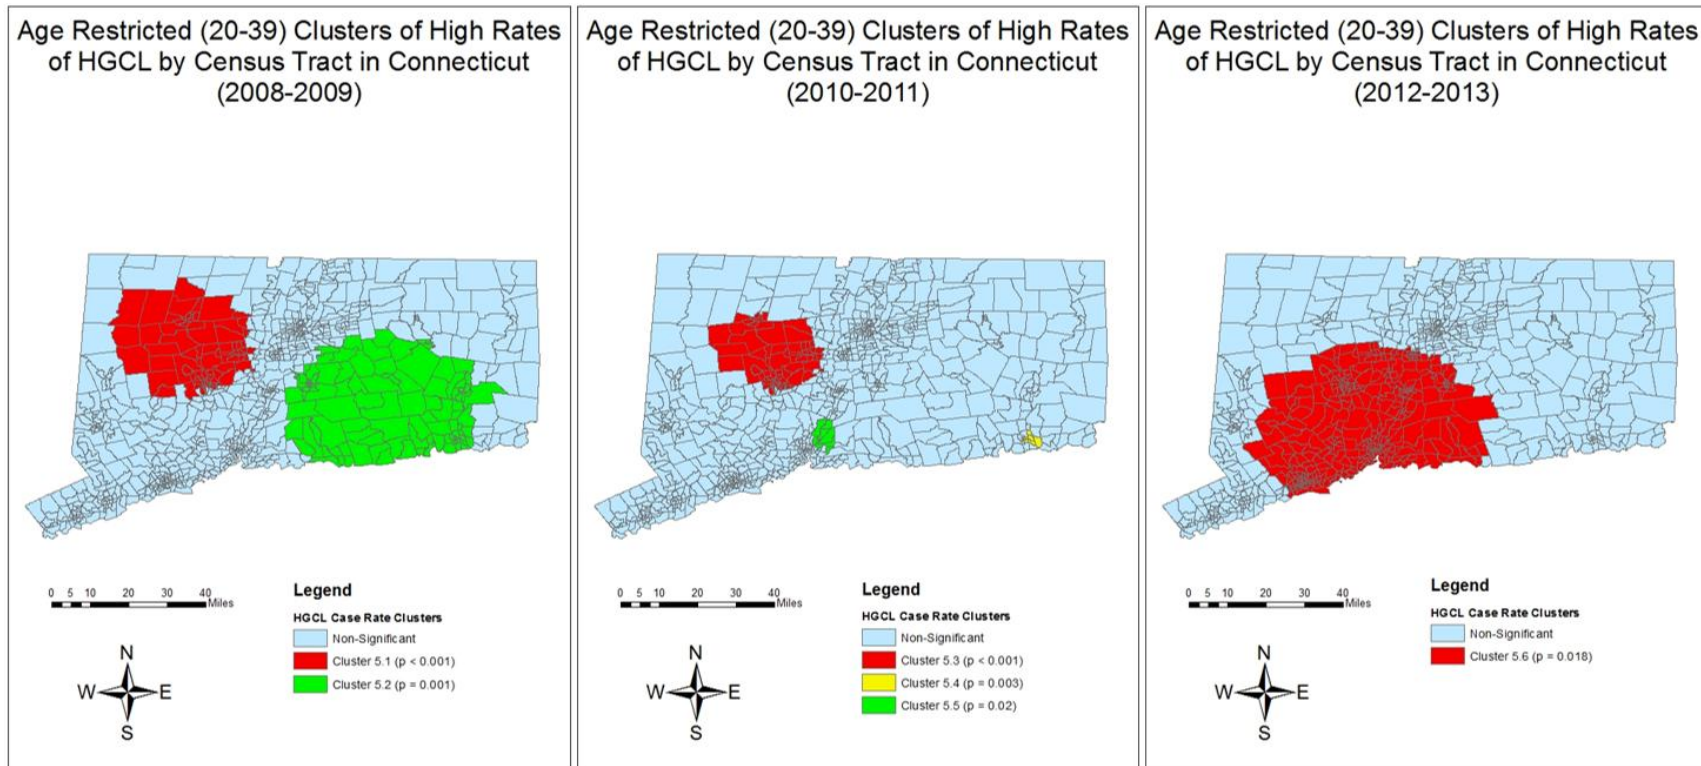 Age Restricted (20-39) Clusters of High Rates
of HGCL by Census Tract in Connecticut
(2008-2009)
0 5 10 20 30 40
Miles
Legend
HGCL Case Rate Clusters
Non-Significant
Cluster 5.1 (p < 0.001)
Cluster 5.2 (p = 0.001)
N
W E
S
Age Restricted (20-39) Clusters of High Rates
of HGCL by Census Tract in Connecticut
(2010-2011)
0 5 10 20 30 40
Miles
Legend
HGCL Case Rate Clusters
Non-Significant
Cluster 5.3 (p < 0.001)
Cluster 5.4 (p = 0.003)
Cluster 5.5 (p = 0.02)
N
W E
S
Age Restricted (20-39) Clusters of High Rates
of HGCL by Census Tract in Connecticut
(2012-2013)
0 5 10 20 30 40
Miles
Legend
HGCL Case Rate Clusters
Non-Significant
Cluster 5.6 (p = 0.018)
N
W E
S